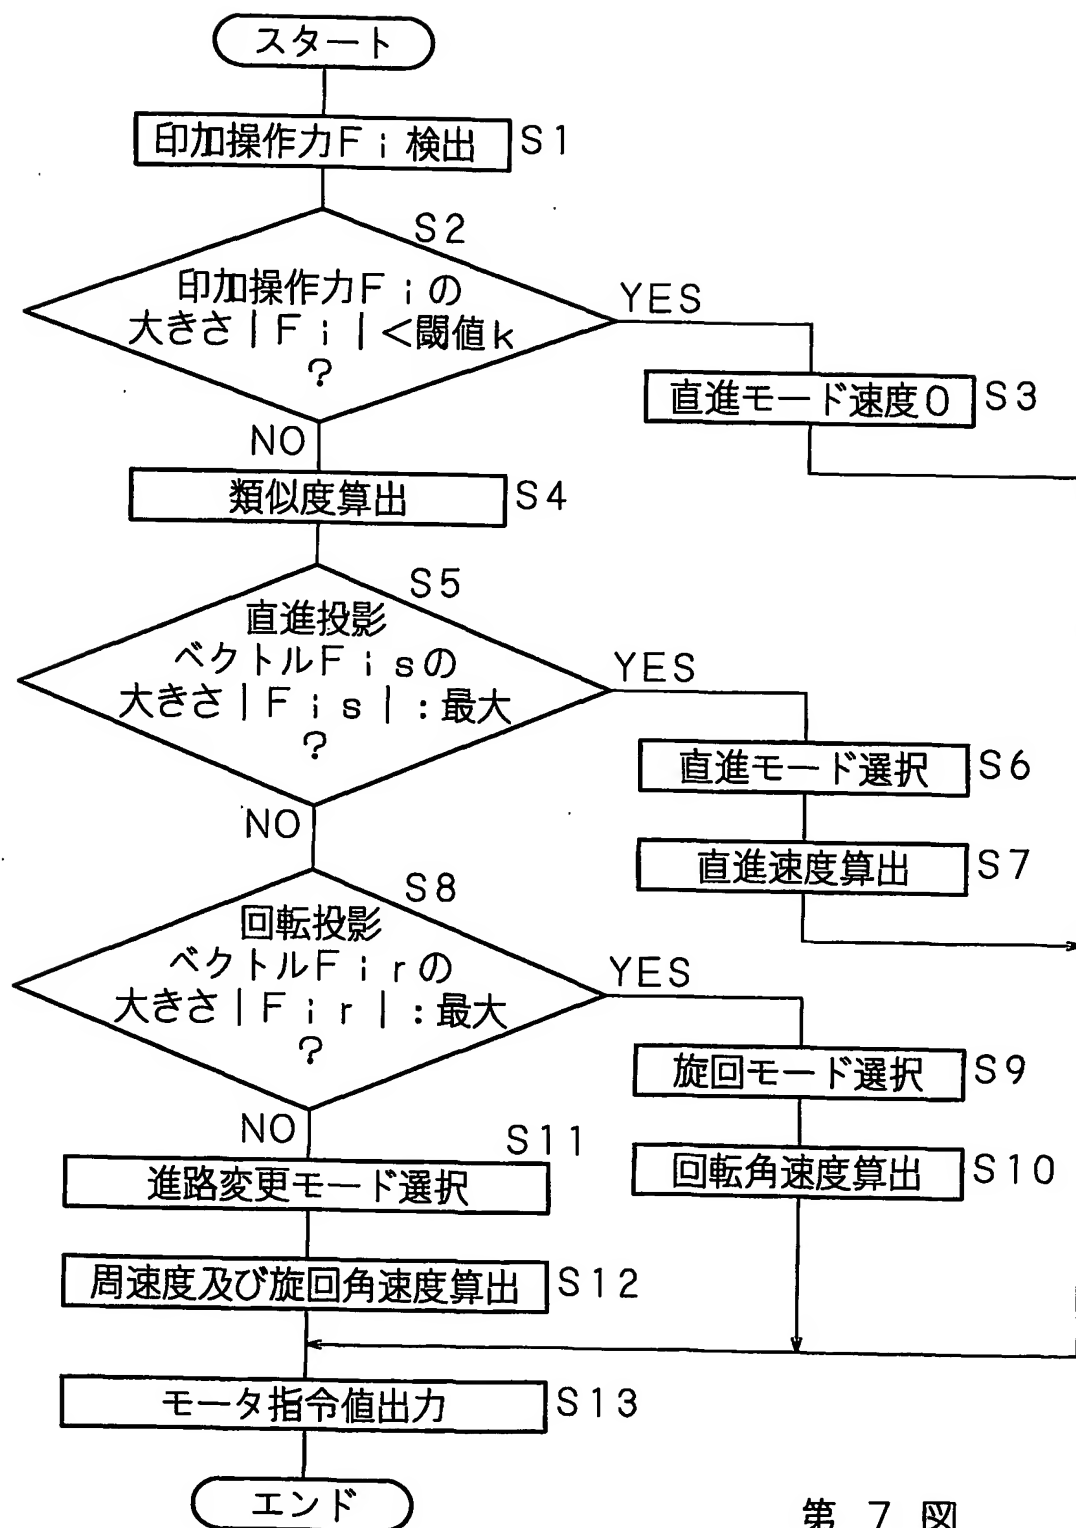 スタート
印加操作力Fi検出
S1
S2
印加操作力Fiの
大きさ|Fi|<閾値k
?
YES
直進モード速度0
S3
NO
類似度算出
S4
S5
直進投影
ベクトルFisの
大きさ|Fis|:最大
?
YES
直進モード選択
S6
NO
直進速度算出
S7
S8
回転投影
ベクトルFirの
大きさ|Fir|:最大
?
YES
旋回モード選択
S9
NO
S11
進路変更モード選択
回転角速度算出
S10
周速度及び旋回角速度算出
S12
モータ指令値出力
S13
エンド
第 7 図